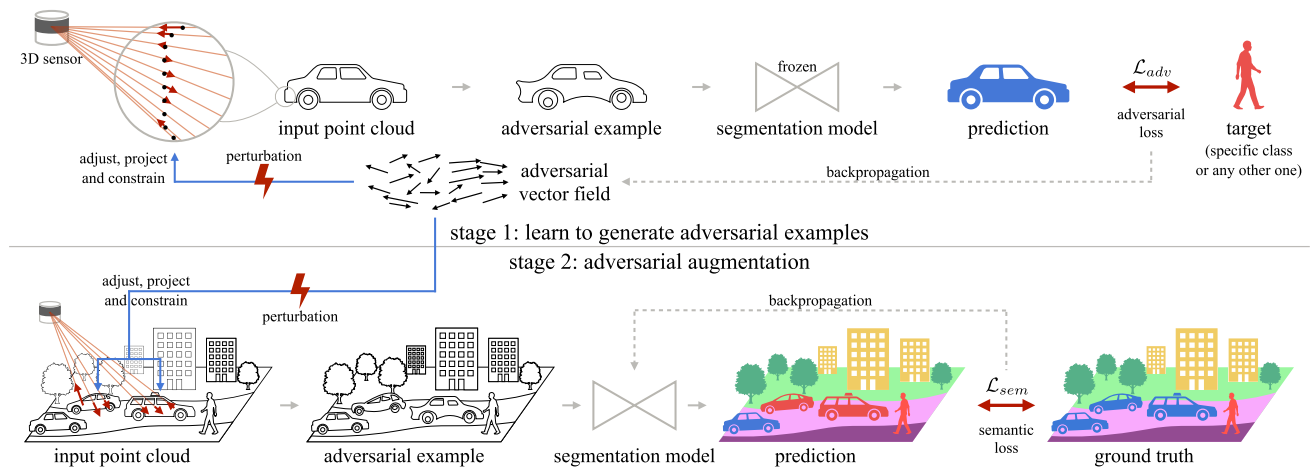 3D sensor
input point cloud
adversarial example
frozen
segmentation model
prediction
L_adv
adversarial
loss
target
(specific class
or any other one)
adjust, project
and constrain
perturbation
adversarial
vector field
backpropagation
stage 1: learn to generate adversarial examples
stage 2: adversarial augmentation
adjust, project
and constrain
perturbation
backpropagation
L_sem
semantic
loss
input point cloud
adversarial example
segmentation model
prediction
ground truth